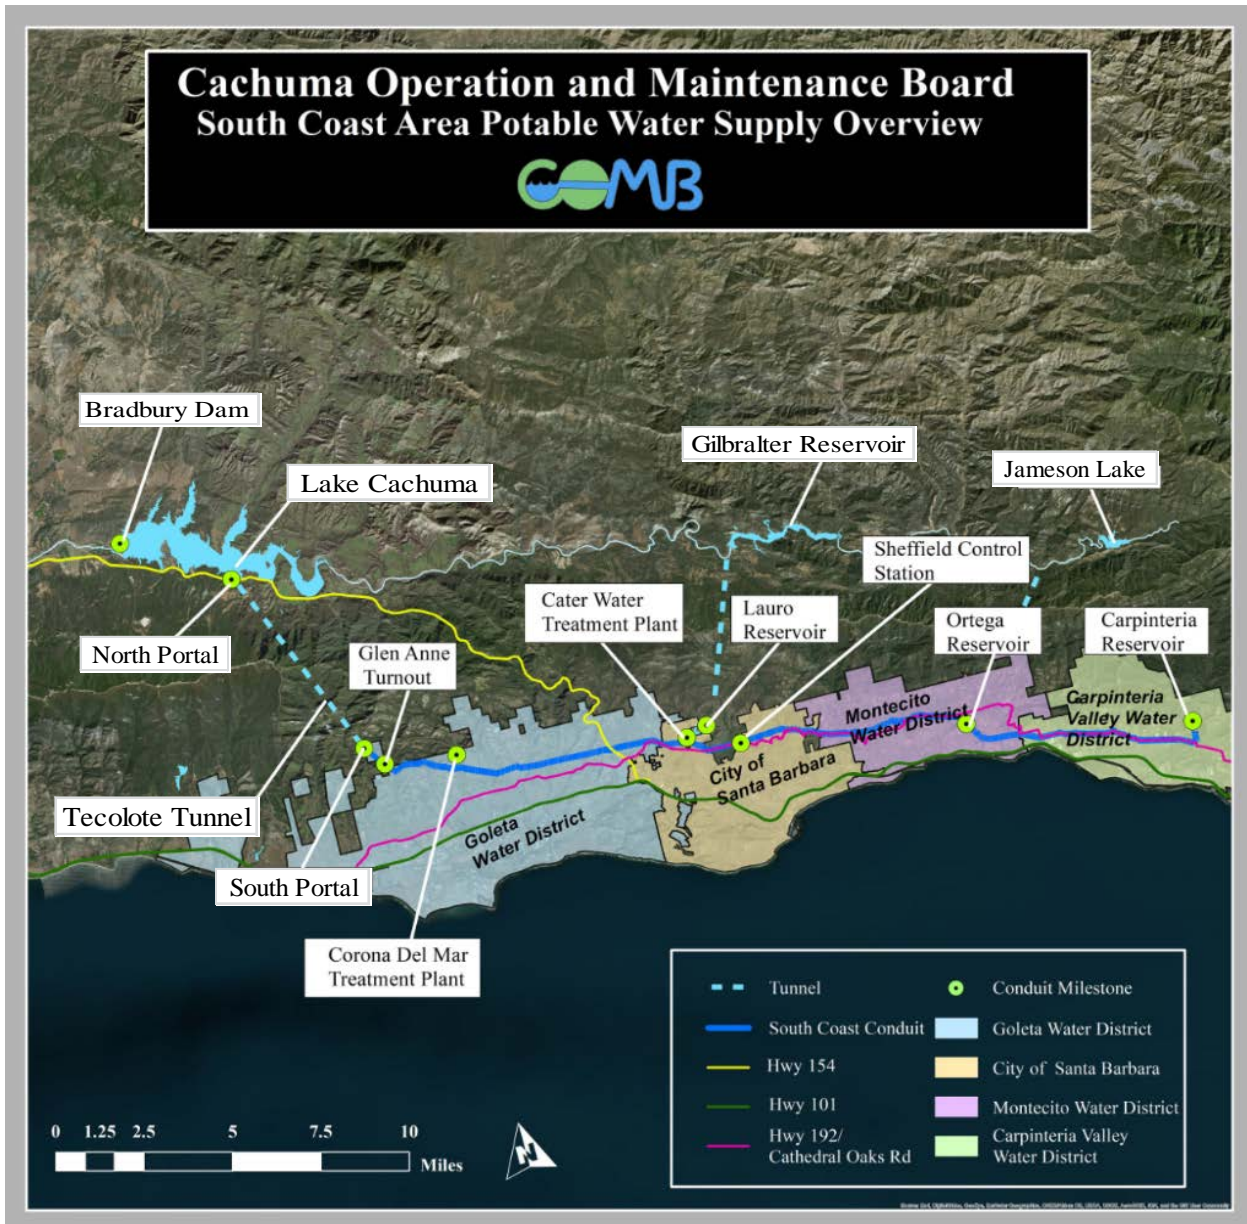 Cachuma Operation and Maintenance Board
South Coast Area Potable Water Supply Overview
COMB
Bradbury Dam
Lake Cachuma
Gilbralter Reservoir
Jameson Lake
Sheffield Control
Station
Cater Water
Treatment Plant
Lauro
Reservoir
Ortega
Reservoir
Carpinteria
Reservoir
North Portal
Glen Anne
Turnout
Montecito
Water District
Carpinteria
Valley Water
District
City of
Santa Barbara
Tecolote Tunnel
Goleta
Water District
South Portal
Corona Del Mar
Treatment Plant
Tunnel
South Coast Conduit
Hwy 154
Hwy 101
Hwy 192/
Cathedral Oaks Rd
Conduit Milestone
Goleta Water District
City of Santa Barbara
Montecito Water District
Carpinteria Valley
Water District
0 1.25 2.5 5 7.5 10
Miles
N